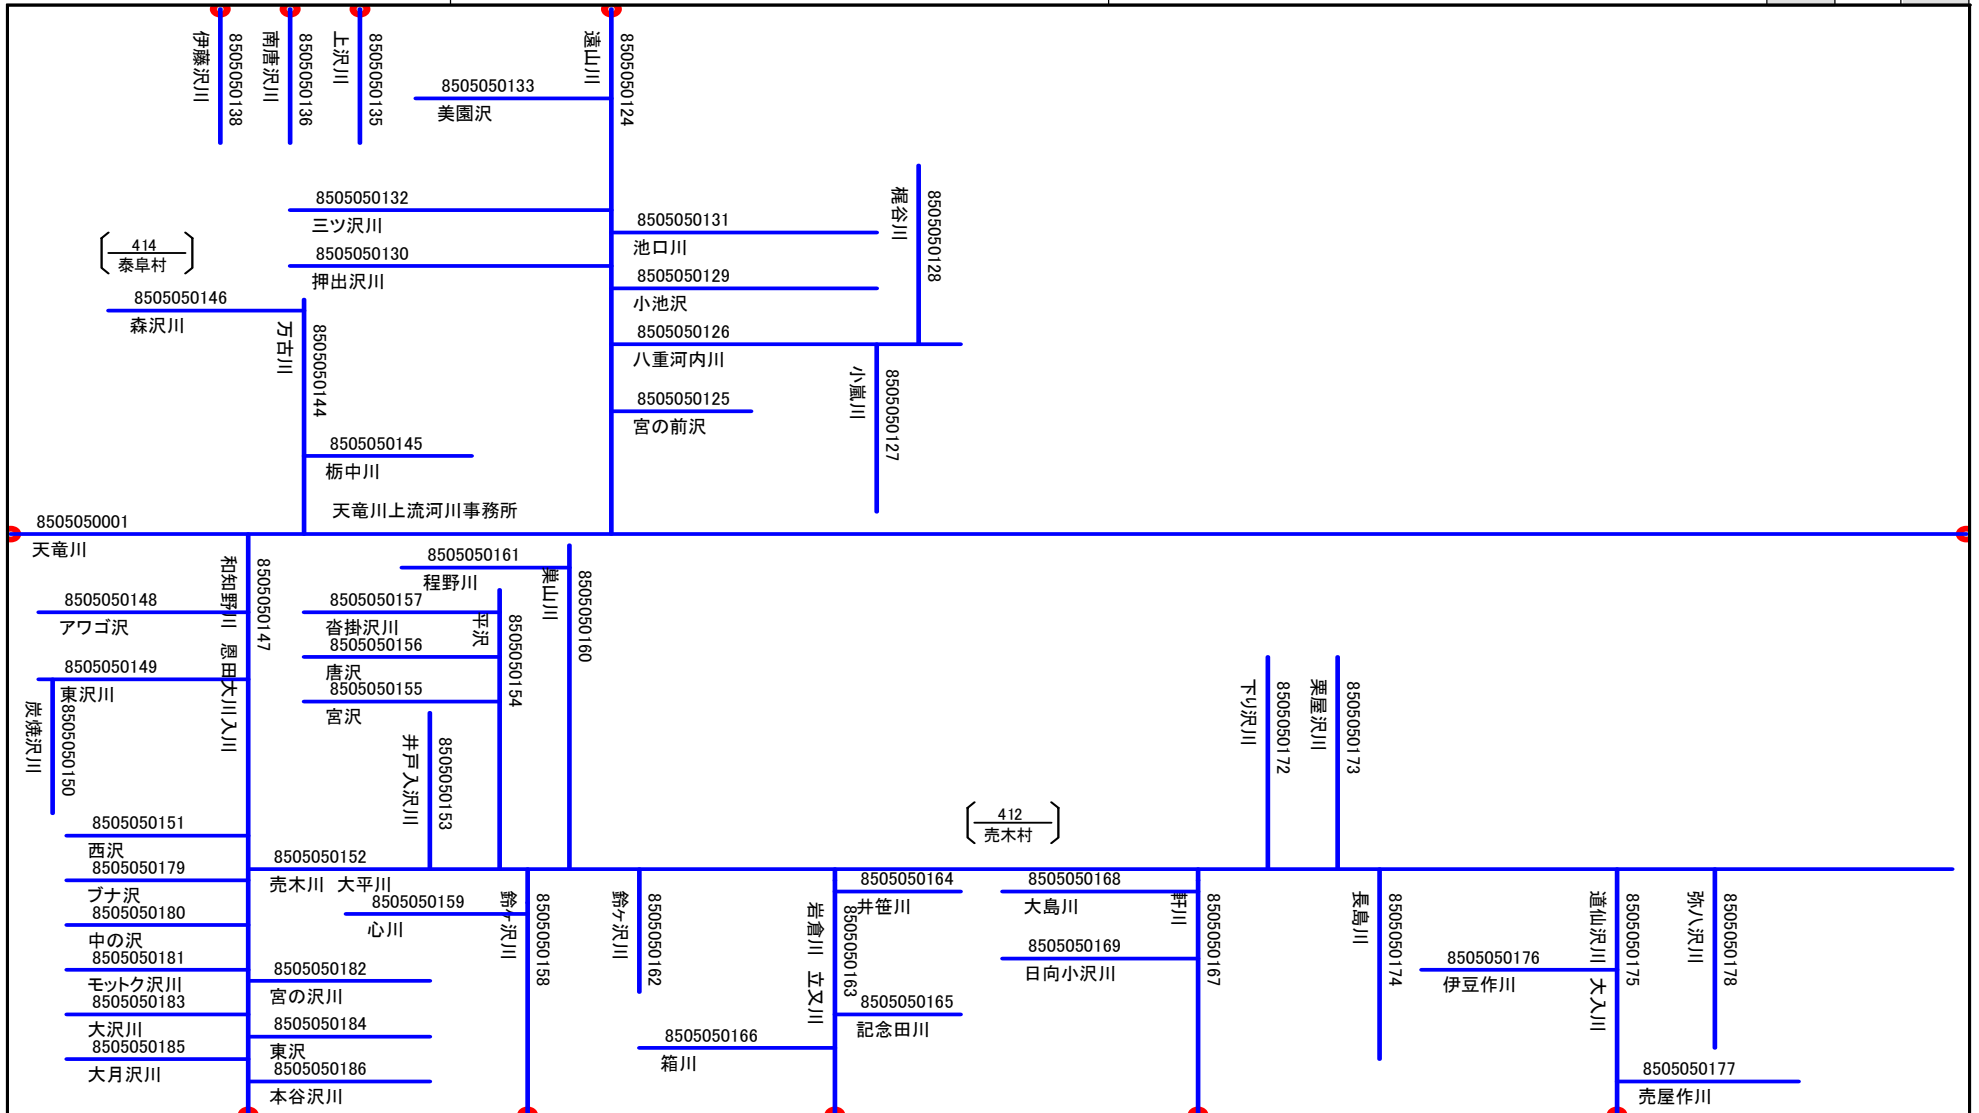 伊藤沢川
8505050138
南唐沢川
8505050136
上沢川
8505050135
遠山川
8505050124
8505050133
美園沢
8505050132
三ツ沢川
8505050131
池口川
梶谷川
8505050128
414
泰阜村
8505050130
押出沢川
8505050129
小池沢
8505050146
森沢川
万古川
8505050144
8505050126
八重河内川
小嵐川
8505050127
8505050125
宮の前沢
8505050145
栃中川
天竜川上流河川事務所
8505050001
天竜川
和知野川 恩田大川入川
8505050147
8505050161
程野川
巣山川
8505050160
8505050148
アワゴ沢
8505050157
沓掛沢川
平沢
8505050154
8505050156
唐沢
8505050149
東沢川
炭焼沢川
8505050150
8505050155
宮沢
井戸入沢川
8505050153
下り沢川
8505050172
栗屋沢川
8505050173
412
売木村
8505050151
西沢
8505050152
売木川 大平川
8505050179
ブナ沢
8505050159
心川
鈴ヶ沢川
8505050158
鈴ヶ沢川
8505050162
岩倉川 立又川
8505050163
8505050164
井笹川
8505050168
大島川
軒川
8505050167
長島川
8505050174
道仙沢川 大入川
8505050175
弥八沢川
8505050178
8505050180
中の沢
8505050169
日向小沢川
8505050176
伊豆作川
8505050181
モットク沢川
8505050182
宮の沢川
8505050183
大沢川
8505050165
記念田川
8505050184
東沢
8505050166
箱川
8505050185
大月沢川
8505050186
本谷沢川
8505050177
売屋作川